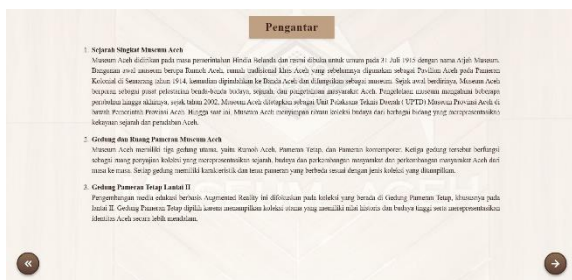 Pengantar
1. Sejarah Singkat Museum Aceh
Museum Aceh didirikan pada masa pemerintahan Hindia Belanda dan resmi dibuka untuk umum pada 31 Juli 1915 dengan nama Atjeh Museum.
Bangunan awal museum berupa Rumoh Aceh, rumah tradisional khas Aceh yang sebelumnya digunakan sebagai Paviliun Aceh pada Pameran
Kolonial di Semarang tahun 1914, kemudian dipindahkan ke Banda Aceh dan difungsikan sebagai museum. Sejak awal berdirinya, Museum Aceh
berperan sebagai pusat pelestarian benda-benda budaya, sejarah, dan pengetahuan masyarakat Aceh. Pengelolaan museum mengalami beberapa
perubahan hingga akhirnya, sejak tahun 2002, Museum Aceh ditetapkan sebagai Unit Pelaksana Teknis Daerah (UPTD) Museum Provinsi Aceh di
bawah Pemerintah Provinsi Aceh. Hingga saat ini, Museum Aceh menyimpan ribuan koleksi budaya dari berbagai bidang yang merepresentasikan
kekayaan sejarah dan peradaban Aceh.
2. Gedung dan Ruang Pameran Museum Aceh
Museum Aceh memiliki tiga gedung utama, yaitu Rumoh Aceh, Pameran Tetap, dan Pameran kontemporer. Ketiga gedung tersebut berfungsi
sebagai ruang penyajian koleksi yang merepresentasikan sejarah, budaya dan perkembangan masyarakat dan perkembangan masyarakat Aceh dari
masa ke masa. Setiap gedung memiliki karakteristik dan tema pameran yang berbeda sesuai dengan jenis koleksi yang ditampilkan.
3. Gedung Pameran Tetap Lantai II
Pengembangan media edukasi berbasis Augmented Reality ini difokuskan pada koleksi yang berada di Gedung Pameran Tetap, khususnya pada
lantai II. Gedung Pameran Tetap dipilih karena menampilkan koleksi utama yang memiliki nilai historis dan budaya tinggi serta merepresentasikan
identitas Aceh secara lebih mendalam.